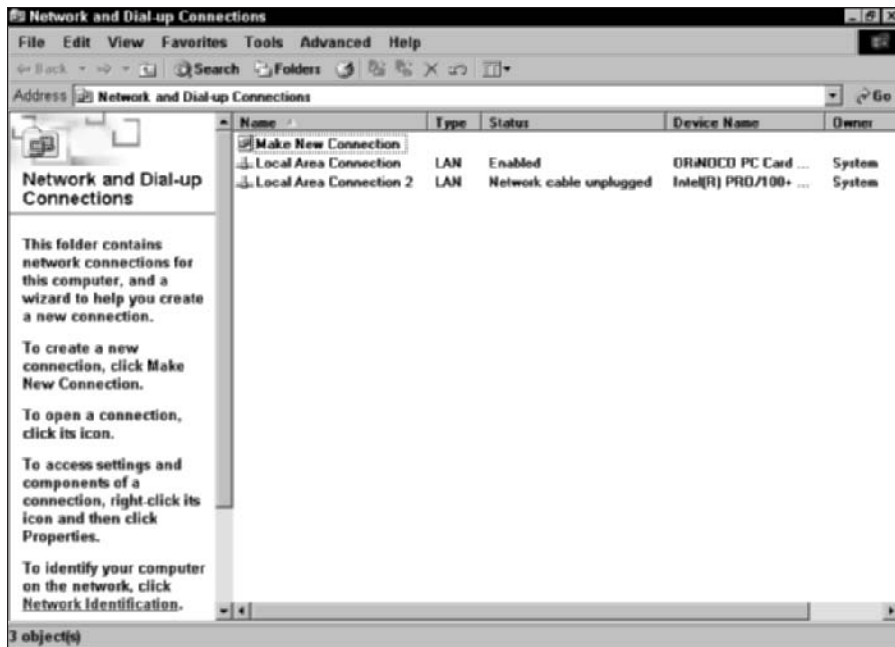 Network and Dial-up Connections
File Edit View Favorites Tools Advanced Help
Back Search Folders
Address Network and Dial-up Connections Go
Name Type Status Device Name Owner
Make New Connection
Local Area Connection LAN Enabled ORiNOCO PC Card ... System
Local Area Connection 2 LAN Network cable unplugged Intel(R) PRO/100+ ... System
Network and Dial-up
Connections
This folder contains
network connections for
this computer, and a
wizard to help you create
a new connection.
To create a new
connection, click Make
New Connection.
To open a connection,
click its icon.
To access settings and
components of a
connection, right-click its
icon and then click
Properties.
To identify your computer
on the network, click
Network Identification.
3 object(s)